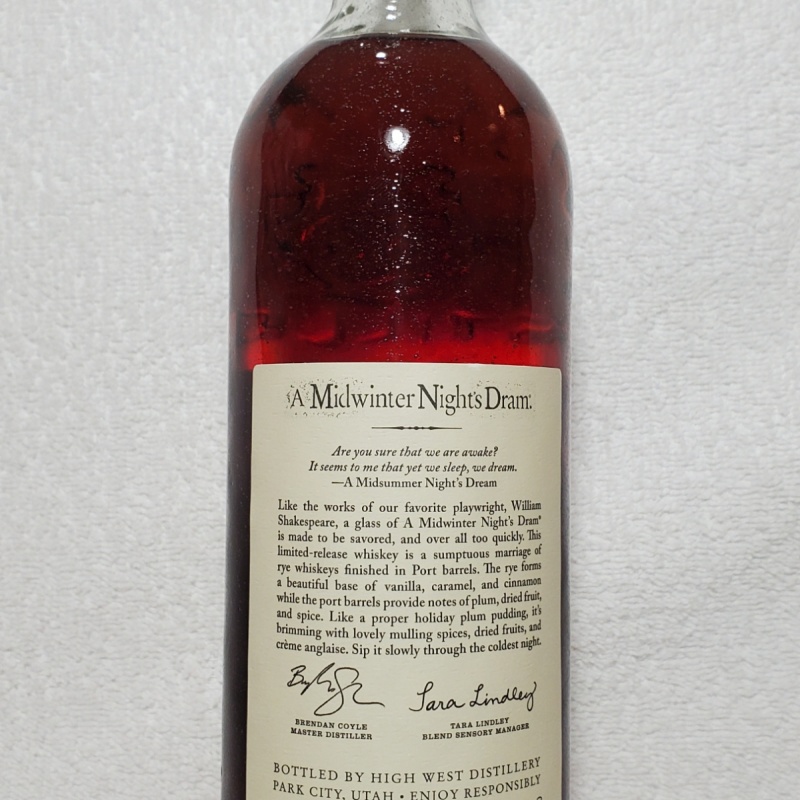 A Midwinter Night's Dram.
Are you sure that we are awake?
It seems to me that yet we sleep, we dream.
—A Midsummer Night's Dream
Like the works of our favorite playwright, William
Shakespeare, a glass of A Midwinter Night's Dram®
is made to be savored, and over all too quickly. This
limited-release whiskey is a sumptuous marriage of
rye whiskeys finished in Port barrels. The rye forms
a beautiful base of vanilla, caramel, and cinnamon
while the port barrels provide notes of plum, dried fruit,
and spice. Like a proper holiday plum pudding, it's
brimming with lovely mulling spices, dried fruits, and
crème anglaise. Sip it slowly through the coldest night.
Tara Lindley
BRENDAN COYLE
MASTER DISTILLER
TARA LINDLEY
BLEND SENSORY MANAGER
BOTTLED BY HIGH WEST DISTILLERY
PARK CITY, UTAH • ENJOY RESPONSIBLY